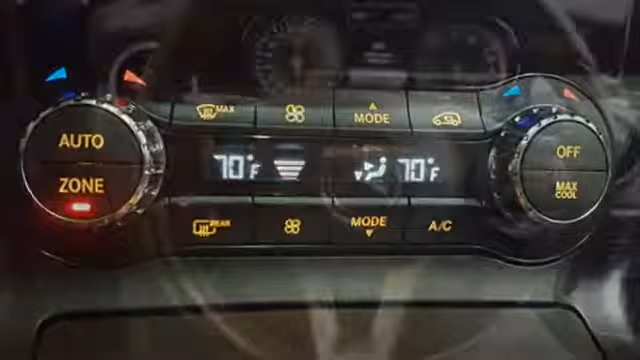 MAX
MODE
AUTO
ZONE
70°F
70°F
OFF
MAX
COOL
REAR
MODE
A/C